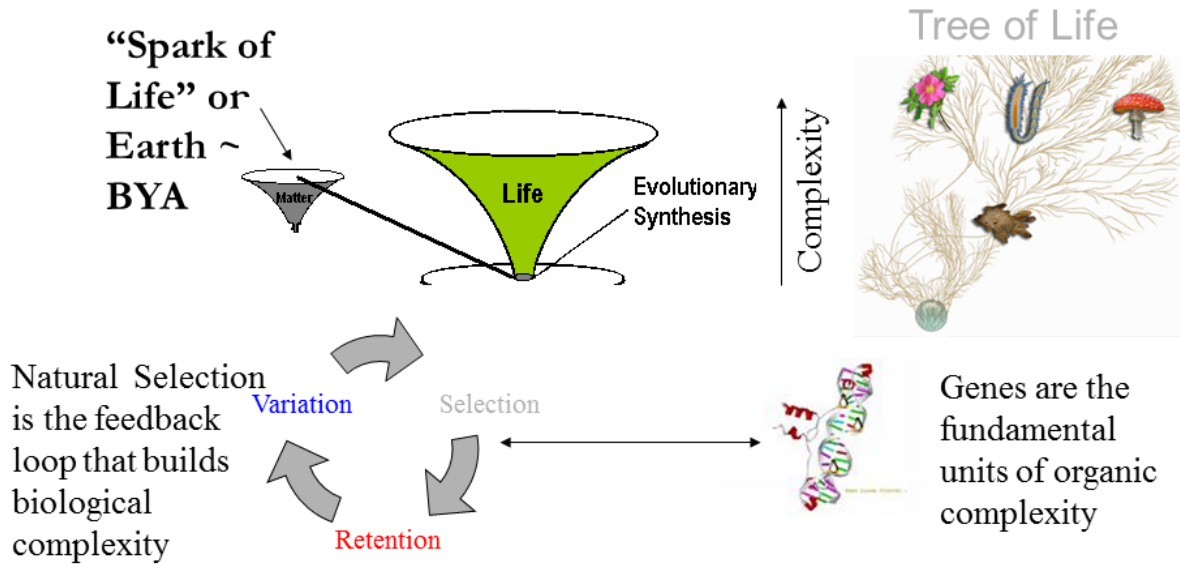 Tree of Life
“Spark of
Life” or
Earth ~
BYA
Matter
Life
Evolutionary
Synthesis
Complexity
Natural Selection
is the feedback
loop that builds
biological
complexity
Variation
Selection
Retention
Genes are the
fundamental
units of organic
complexity